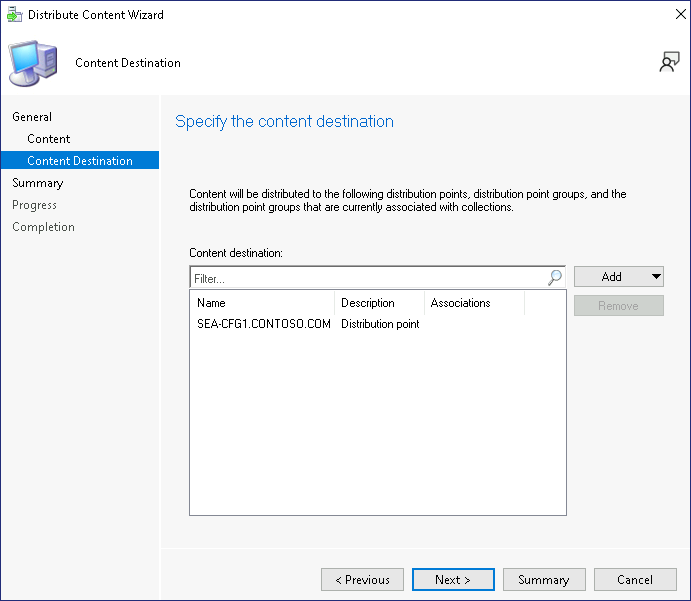 Distribute Content Wizard
Content Destination
General
Content
Content Destination
Summary
Progress
Completion
Specify the content destination
Content will be distributed to the following distribution points, distribution point groups, and the
distribution point groups that are currently associated with collections.
Content destination:
Filter...
Add
Remove
Name Description Associations
SEA-CFG1.CONTOSO.COM Distribution point
< Previous Next > Summary Cancel